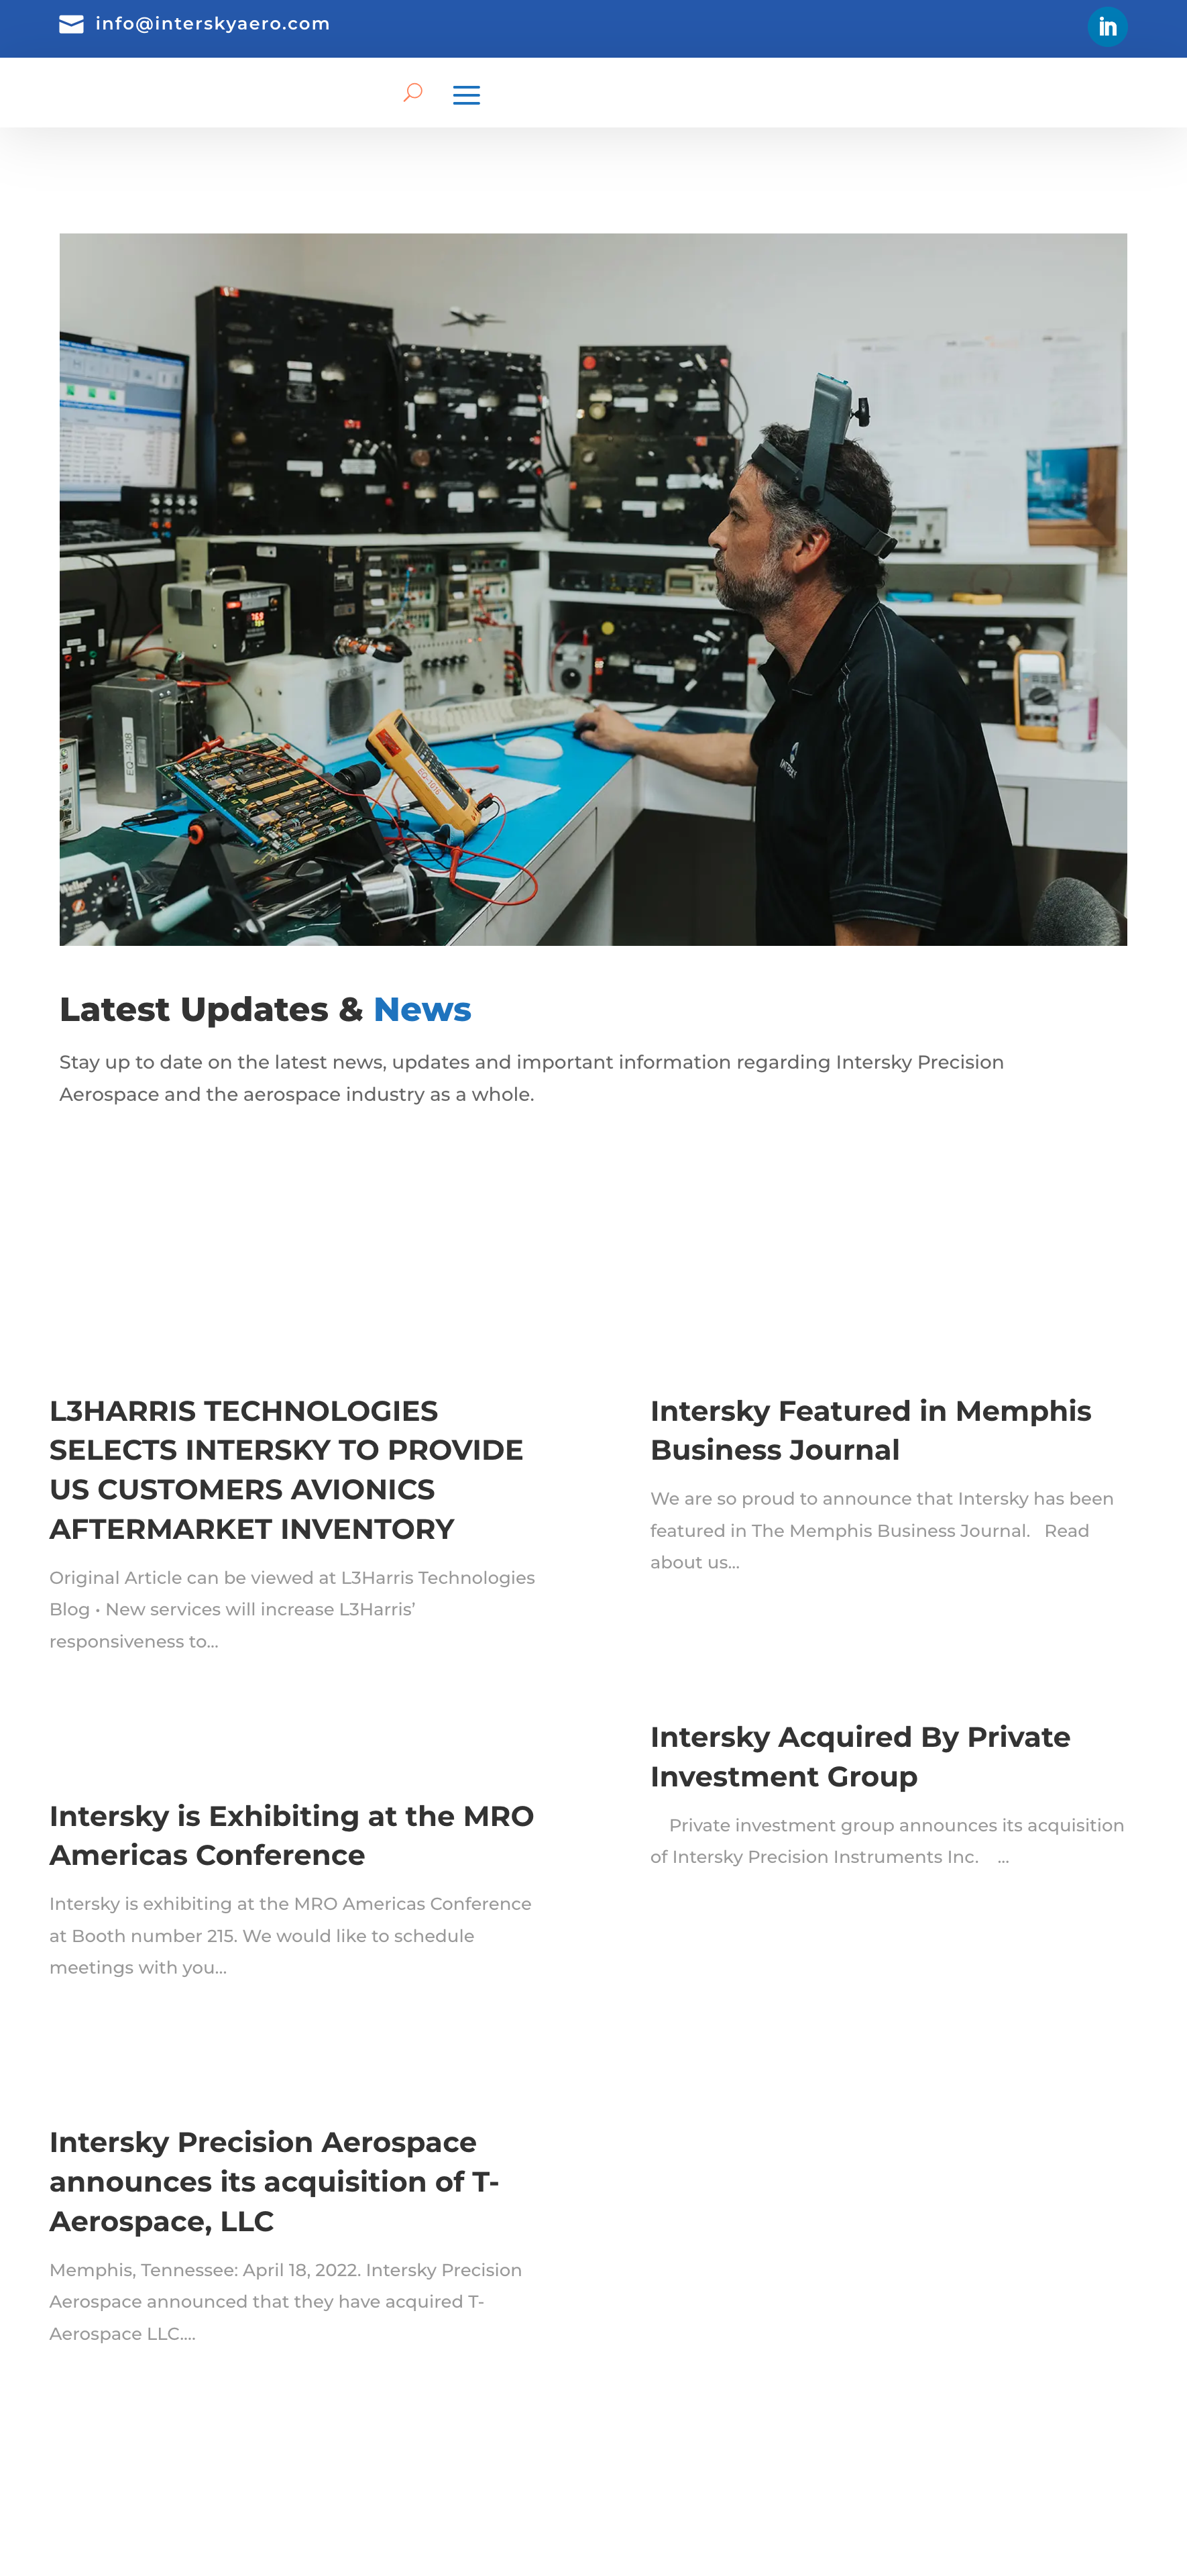 info@interskyaero.com
in
EQ-1308
EQ-1016
Weller
INTERSKY
Latest Updates & News
Stay up to date on the latest news, updates and important information regarding Intersky Precision
Aerospace and the aerospace industry as a whole.
L3HARRIS TECHNOLOGIES
SELECTS INTERSKY TO PROVIDE
US CUSTOMERS AVIONICS
AFTERMARKET INVENTORY
Original Article can be viewed at L3Harris Technologies
Blog • New services will increase L3Harris’
responsiveness to...
Intersky is Exhibiting at the MRO
Americas Conference
Intersky is exhibiting at the MRO Americas Conference
at Booth number 215. We would like to schedule
meetings with you...
Intersky Precision Aerospace
announces its acquisition of T-
Aerospace, LLC
Memphis, Tennessee: April 18, 2022. Intersky Precision
Aerospace announced that they have acquired T-
Aerospace LLC....
Intersky Featured in Memphis
Business Journal
We are so proud to announce that Intersky has been
featured in The Memphis Business Journal.   Read
about us...
Intersky Acquired By Private
Investment Group
Private investment group announces its acquisition
of Intersky Precision Instruments Inc.    ...